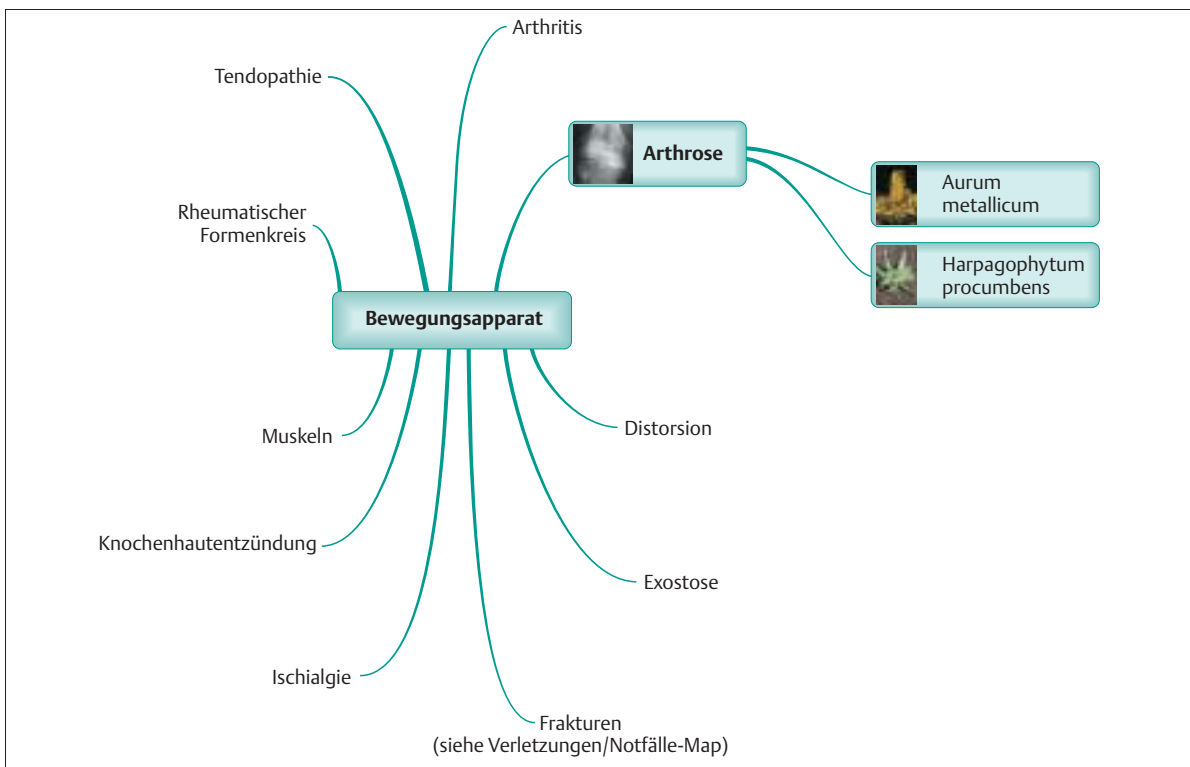 Arthritis
Tendopathie
Arthrose
Aurum
metallicum
Rheumatischer
Formenkreis
Harpagophytum
procumbens
Bewegungsapparat
Muskeln
Distorsion
Knochenhautentzündung
Exostose
Ischialgie
Frakturen
(siehe Verletzungen/Notfälle-Map)